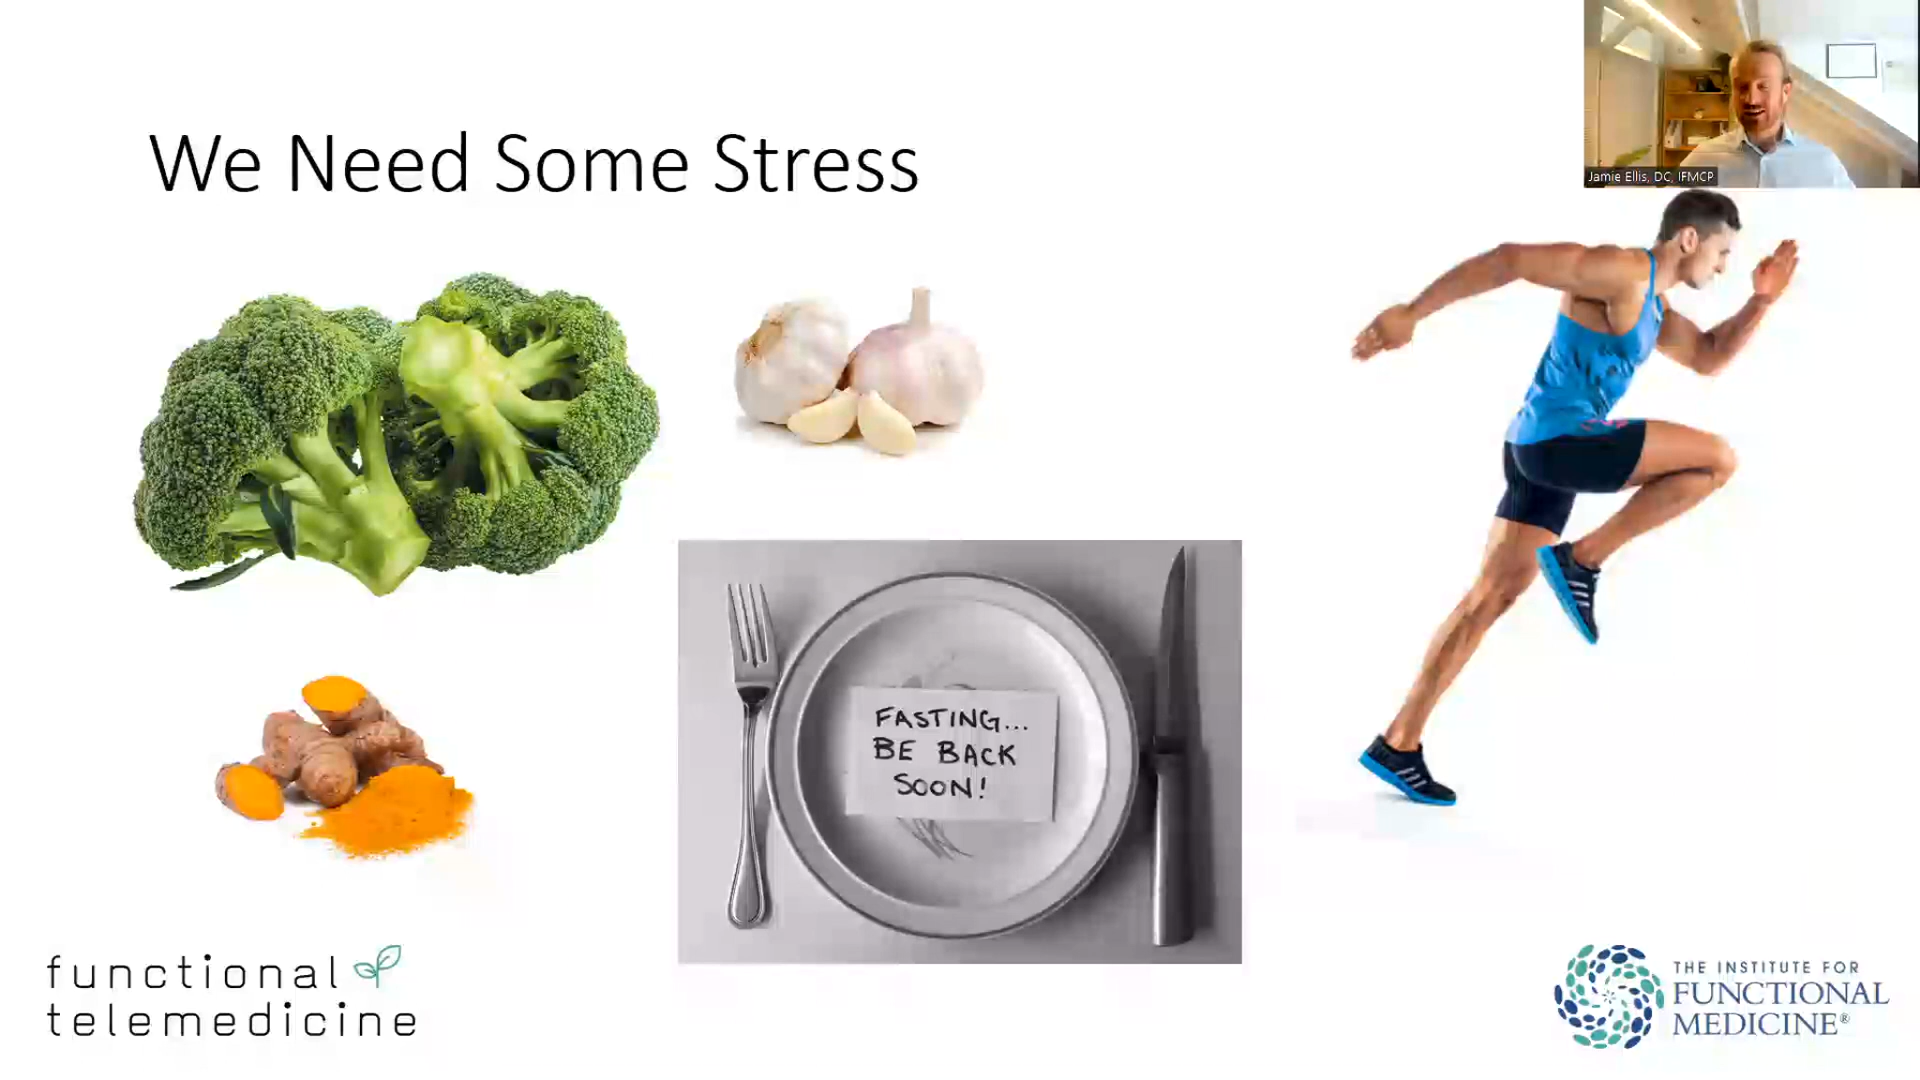 We Need Some Stress
Jamie Ellis, DC, IFMCP
FASTING...
BE BACK
SOON!
functional
telemedicine
THE INSTITUTE FOR
FUNCTIONAL
MEDICINE®